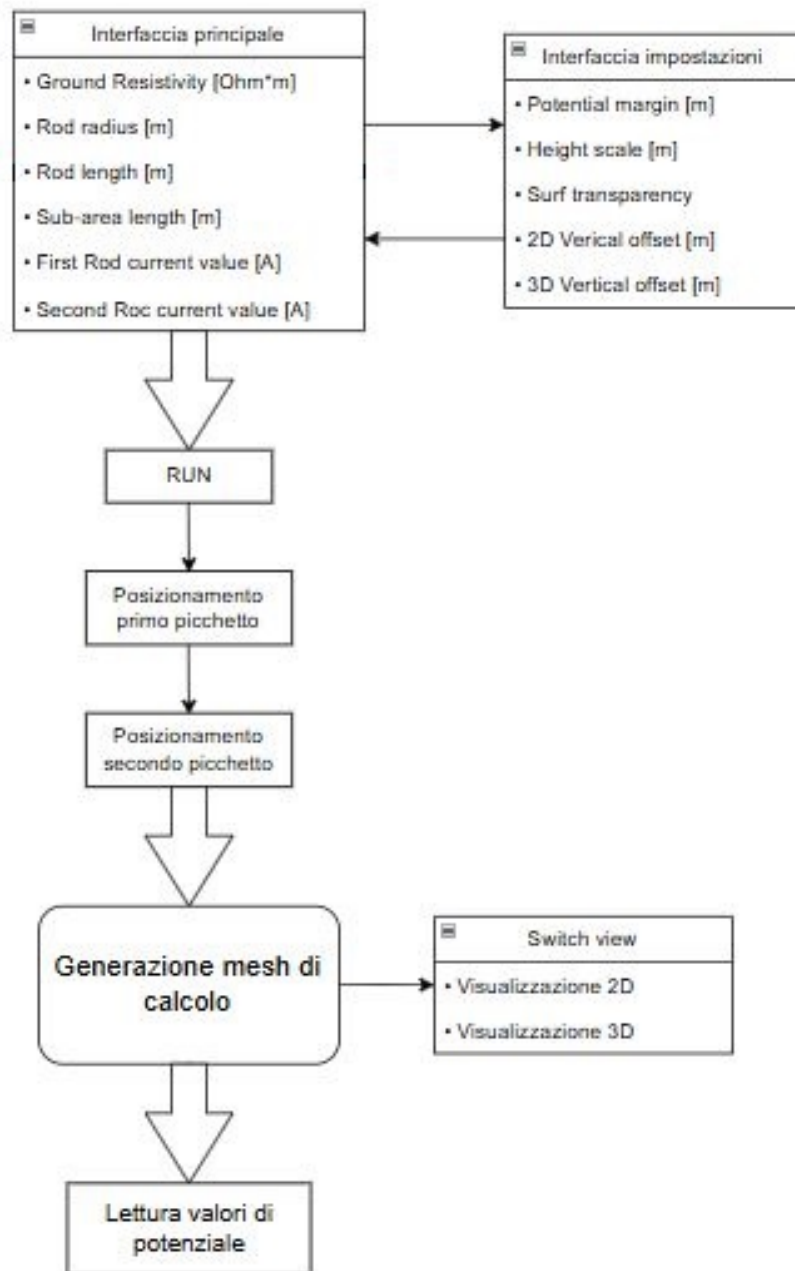 Interfaccia principale
• Ground Resistivity [Ohm*m]
• Rod radius [m]
• Rod length [m]
• Sub-area length [m]
• First Rod current value [A]
• Second Roc current value [A]
Interfaccia impostazioni
• Potential margin [m]
• Height scale [m]
• Surf transparency
• 2D Verical offset [m]
• 3D Vertical offset [m]
RUN
Posizionamento
primo picchetto
Posizionamento
secondo picchetto
Generazione mesh di
calcolo
Switch view
• Visualizzazione 2D
• Visualizzazione 3D
Lettura valori di
potenziale